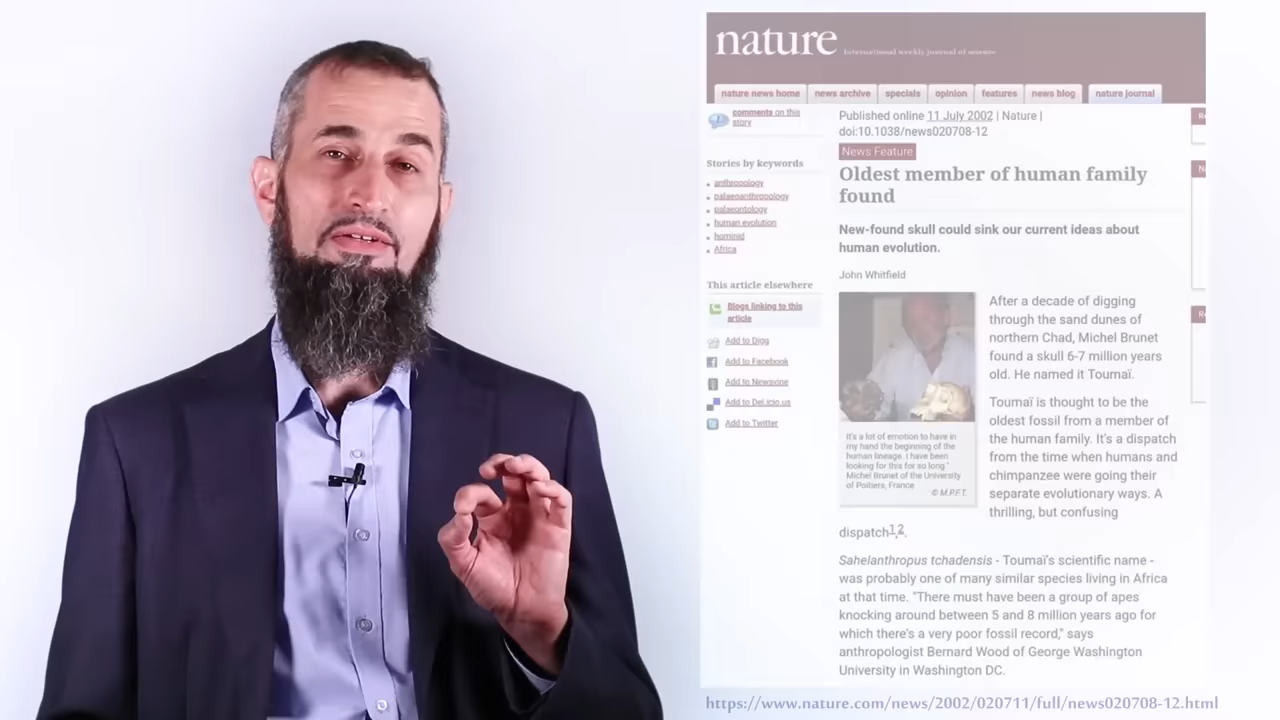 nature International weekly journal of science
nature news home
news archive
specials
opinion
features
news blog
nature journal
comments on this
story
Stories by keywords
anthropology
palaeoanthropology
palaeontology
human evolution
hominid
Africa
This article elsewhere
Blogs linking to this
article
Add to Digg
Add to Facebook
Add to Newsvine
Add to Del.icio.us
Add to Twitter
Published online 11 July 2002 | Nature |
doi:10.1038/news020708-12
News Feature
Oldest member of human family
found
New-found skull could sink our current ideas about
human evolution.
John Whitfield
It's a lot of emotion to have in
my hand the beginning of the
human lineage. I have been
looking for this for so long."
Michel Brunet of the University
of Poitiers, France
© M.P.F.T.
After a decade of digging
through the sand dunes of
northern Chad, Michel Brunet
found a skull 6-7 million years
old. He named it Toumaï.
Toumaï is thought to be the
oldest fossil from a member of
the human family. It's a dispatch
from the time when humans and
chimpanzee were going their
separate evolutionary ways. A
thrilling, but confusing
dispatch1,2.
Sahelanthropus tchadensis - Toumaï's scientific name -
was probably one of many similar species living in Africa
at that time. "There must have been a group of apes
knocking around between 5 and 8 million years ago for
which there's a very poor fossil record," says
anthropologist Bernard Wood of George Washington
University in Washington DC.
https://www.nature.com/news/2002/020711/full/news020708-12.html